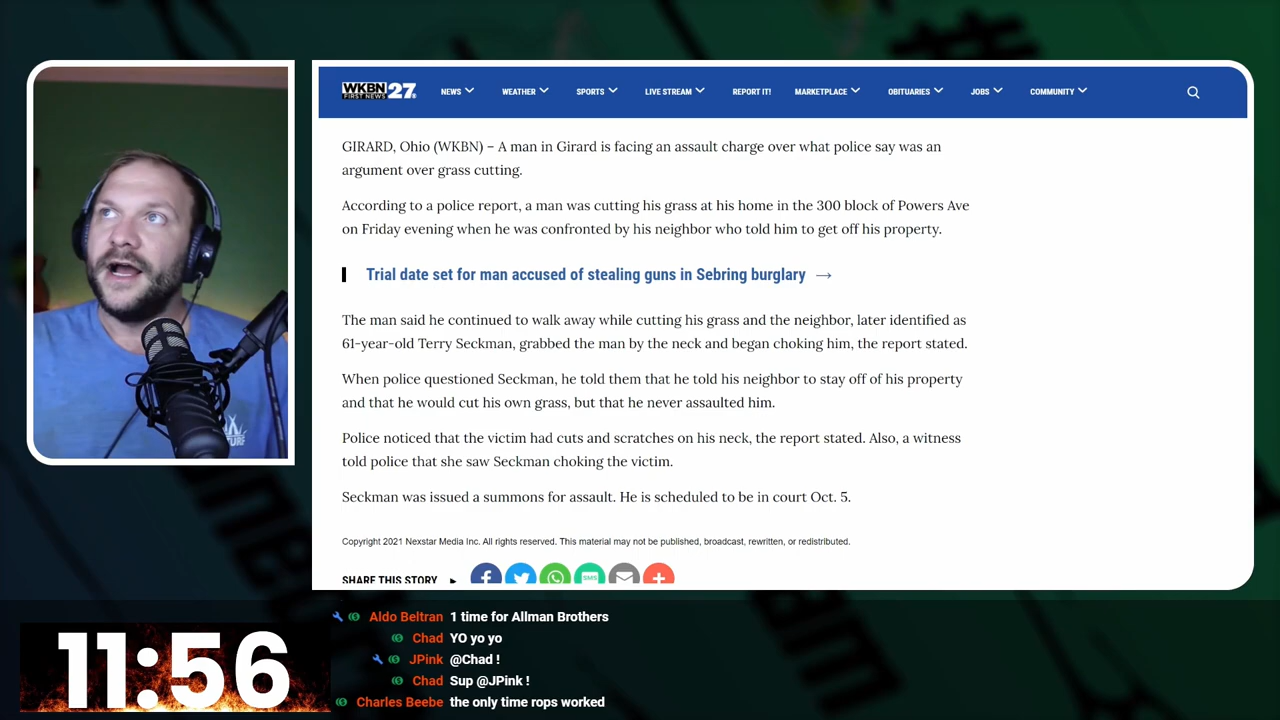 WKBN 27
FIRST NEWS
NEWS
WEATHER
SPORTS
LIVE STREAM
REPORT IT!
MARKETPLACE
OBITUARIES
JOBS
COMMUNITY
GIRARD, Ohio (WKBN) – A man in Girard is facing an assault charge over what police say was an
argument over grass cutting.
According to a police report, a man was cutting his grass at his home in the 300 block of Powers Ave
on Friday evening when he was confronted by his neighbor who told him to get off his property.
Trial date set for man accused of stealing guns in Sebring burglary →
The man said he continued to walk away while cutting his grass and the neighbor, later identified as
61-year-old Terry Seckman, grabbed the man by the neck and began choking him, the report stated.
When police questioned Seckman, he told them that he told his neighbor to stay off of his property
and that he would cut his own grass, but that he never assaulted him.
Police noticed that the victim had cuts and scratches on his neck, the report stated. Also, a witness
told police that she saw Seckman choking the victim.
Seckman was issued a summons for assault. He is scheduled to be in court Oct. 5.
Copyright 2021 Nexstar Media Inc. All rights reserved. This material may not be published, broadcast, rewritten, or redistributed.
SHARE THIS STORY
SMS
Aldo Beltran 1 time for Allman Brothers
Chad YO yo yo
JPink @Chad !
Chad Sup @JPink !
Charles Beebe the only time rops worked
11:56